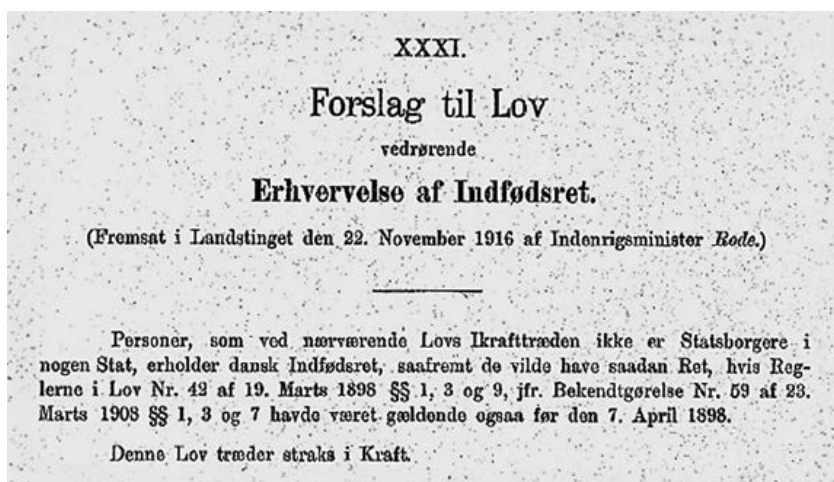 XXXI.
Forslag til Lov
vedrørende
Erhvervelse af Indfødsret.
(Fremsat i Landstinget den 22. November 1916 af Indenrigsminister Rode.)
Personer, som ved nærværende Lovs Ikrafttræden ikke er Statsborgere i
nogen Stat, erholder dansk Indfødsret, saafremt de vilde have saadan Ret, hvis Reg-
lerne i Lov Nr. 42 af 19. Marts 1898 §§ 1, 3 og 9, jfr. Bekendtgørelse Nr. 59 af 23.
Marts 1908 §§ 1, 3 og 7 havde været gældende ogsaa før den 7. April 1898.
Denne Lov træder straks i Kraft.